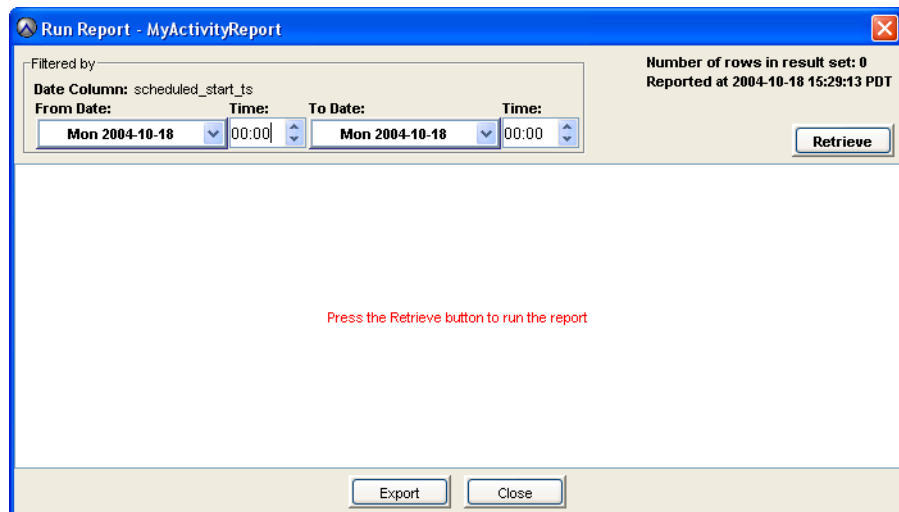 Run Report - MyActivityReport
Filtered by
Number of rows in result set: 0
Reported at 2004-10-18 15:29:13 PDT
Date Column: scheduled_start_ts
From Date: Time: To Date: Time:
Mon 2004-10-18 00:00 Mon 2004-10-18 00:00
Retrieve
Press the Retrieve button to run the report
Export Close